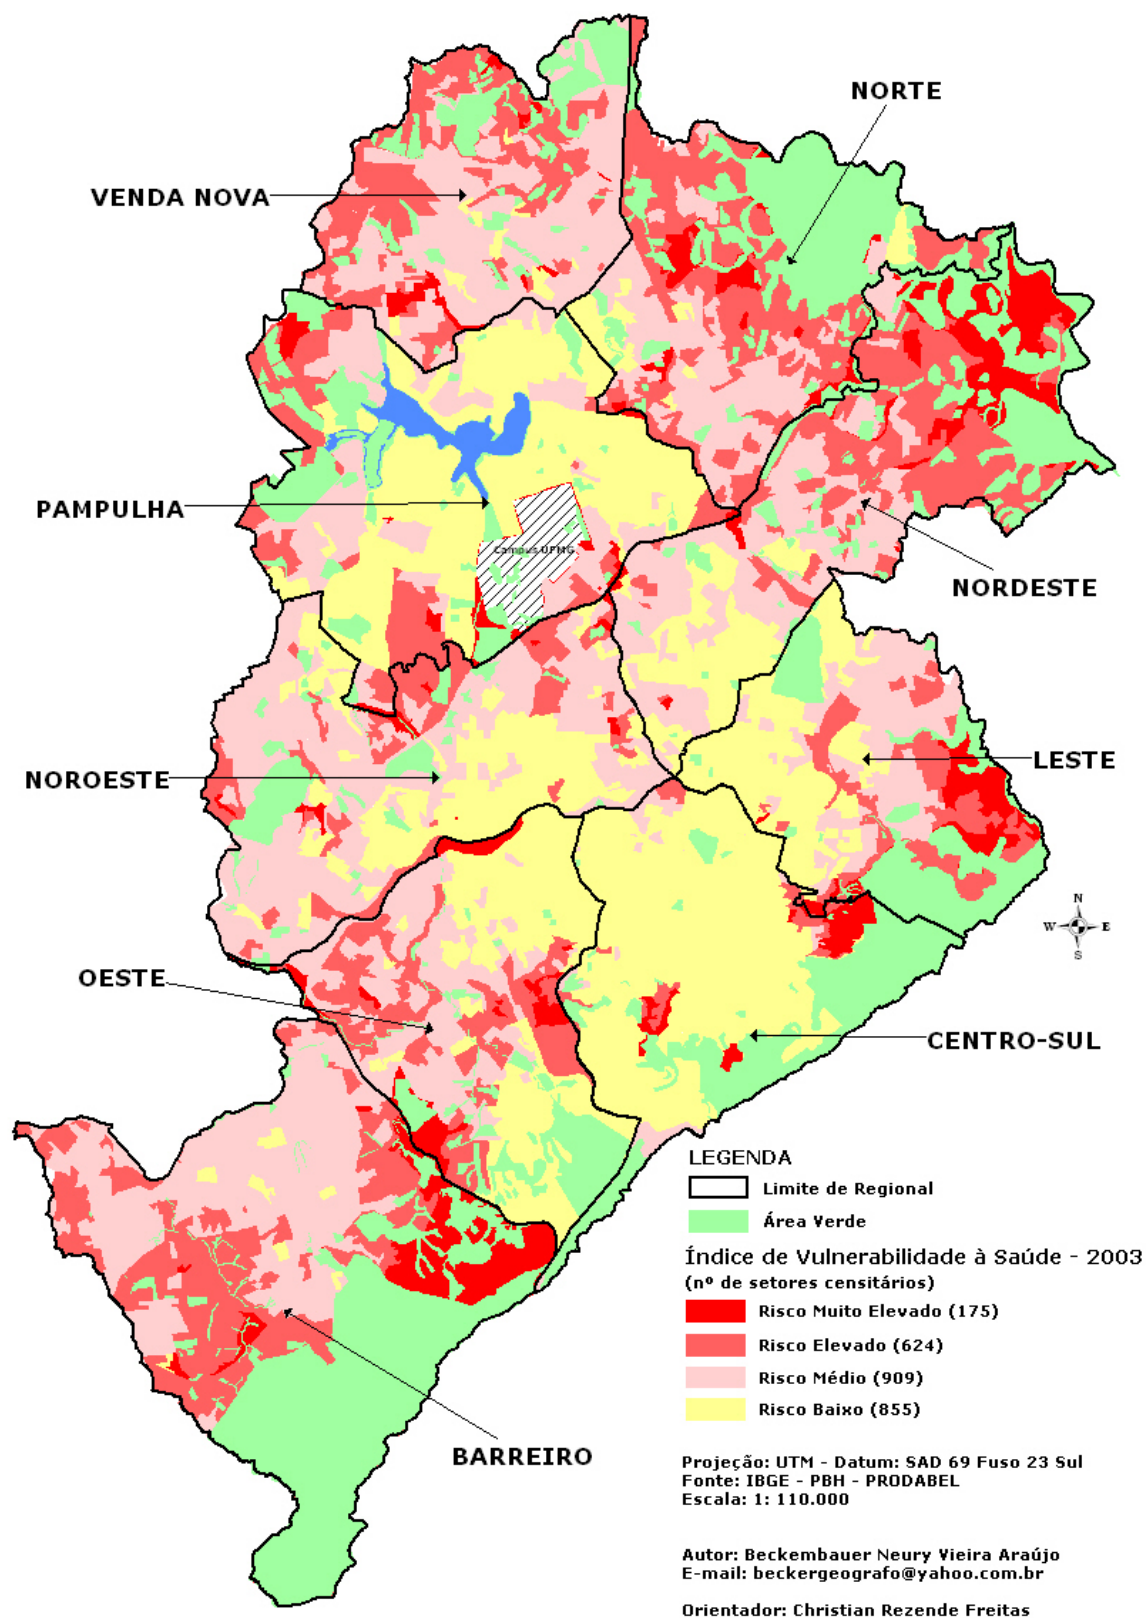 NORTE
VENDA NOVA
PAMPULHA
Campus UFMG
NORDESTE
NOROESTE
LESTE
N
W E
S
OESTE
CENTRO-SUL
BARREIRO
LEGENDA
Limite de Regional
Área Verde
Índice de Vulnerabilidade à Saúde - 2003
(nº de setores censitários)
Risco Muito Elevado (175)
Risco Elevado (624)
Risco Médio (909)
Risco Baixo (855)
Projeção: UTM - Datum: SAD 69 Fuso 23 Sul
Fonte: IBGE - PBH - PRODABEL
Escala: 1: 110.000
Autor: Beckembauer Neury Vieira Araújo
E-mail: beckergeografo@yahoo.com.br
Orientador: Christian Rezende Freitas